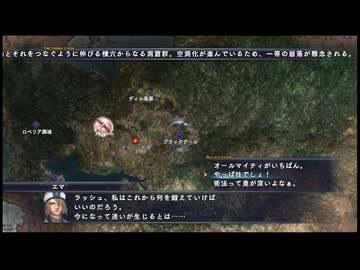 とそれをつなぐように伸びる横穴からなる洞窟群。空洞化が進んでいるため、一帯の崩落が懸念される。
ディル高原
ロベリア廃城
ブラックデール
オールマイティがいちばん。
やっぱ技でしょ！
術法って奥が深いよなぁ。
エマ
ラッシュ、私はこれから何を鍛えていけば
いいのだろう。
今になって迷いが生じるとは……